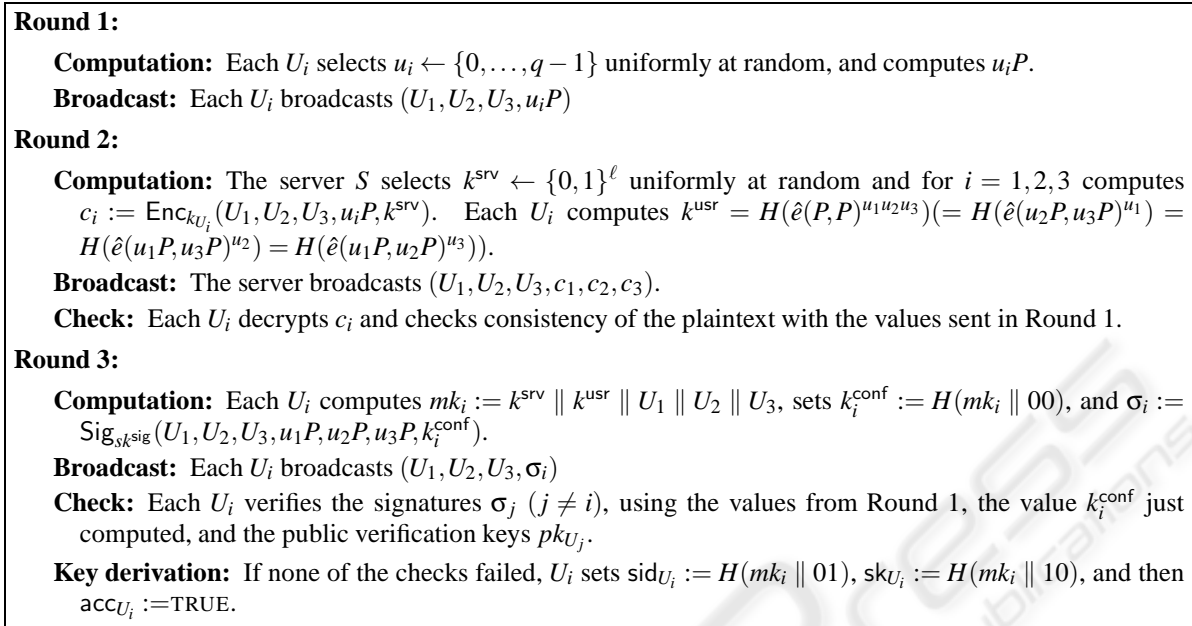 Round 1:
Computation: Each U_i selects u_i ← {0,...,q − 1} uniformly at random, and computes u_iP.
Broadcast: Each U_i broadcasts (U_1,U_2,U_3,u_iP)
Round 2:
Computation: The server S selects k^srv ← {0,1}^ℓ uniformly at random and for i = 1,2,3 computes
c_i := Enc_{k_{U_i}}(U_1,U_2,U_3,u_iP,k^srv). Each U_i computes k^usr = H(ê(P,P)^{u_1u_2u_3})(= H(ê(u_2P,u_3P)^{u_1}) =
H(ê(u_1P,u_3P)^{u_2}) = H(ê(u_1P,u_2P)^{u_3})).
Broadcast: The server broadcasts (U_1,U_2,U_3,c_1,c_2,c_3).
Check: Each U_i decrypts c_i and checks consistency of the plaintext with the values sent in Round 1.
Round 3:
Computation: Each U_i computes mk_i := k^srv ∥ k^usr ∥ U_1 ∥ U_2 ∥ U_3, sets k_i^conf := H(mk_i ∥ 00), and σ_i :=
Sig_{sk^sig}(U_1,U_2,U_3,u_1P,u_2P,u_3P,k_i^conf).
Broadcast: Each U_i broadcasts (U_1,U_2,U_3,σ_i)
Check: Each U_i verifies the signatures σ_j (j ≠ i), using the values from Round 1, the value k_i^conf just
computed, and the public verification keys pk_{U_j}.
Key derivation: If none of the checks failed, U_i sets sid_{U_i} := H(mk_i ∥ 01), sk_{U_i} := H(mk_i ∥ 10), and then
acc_{U_i} :=TRUE.